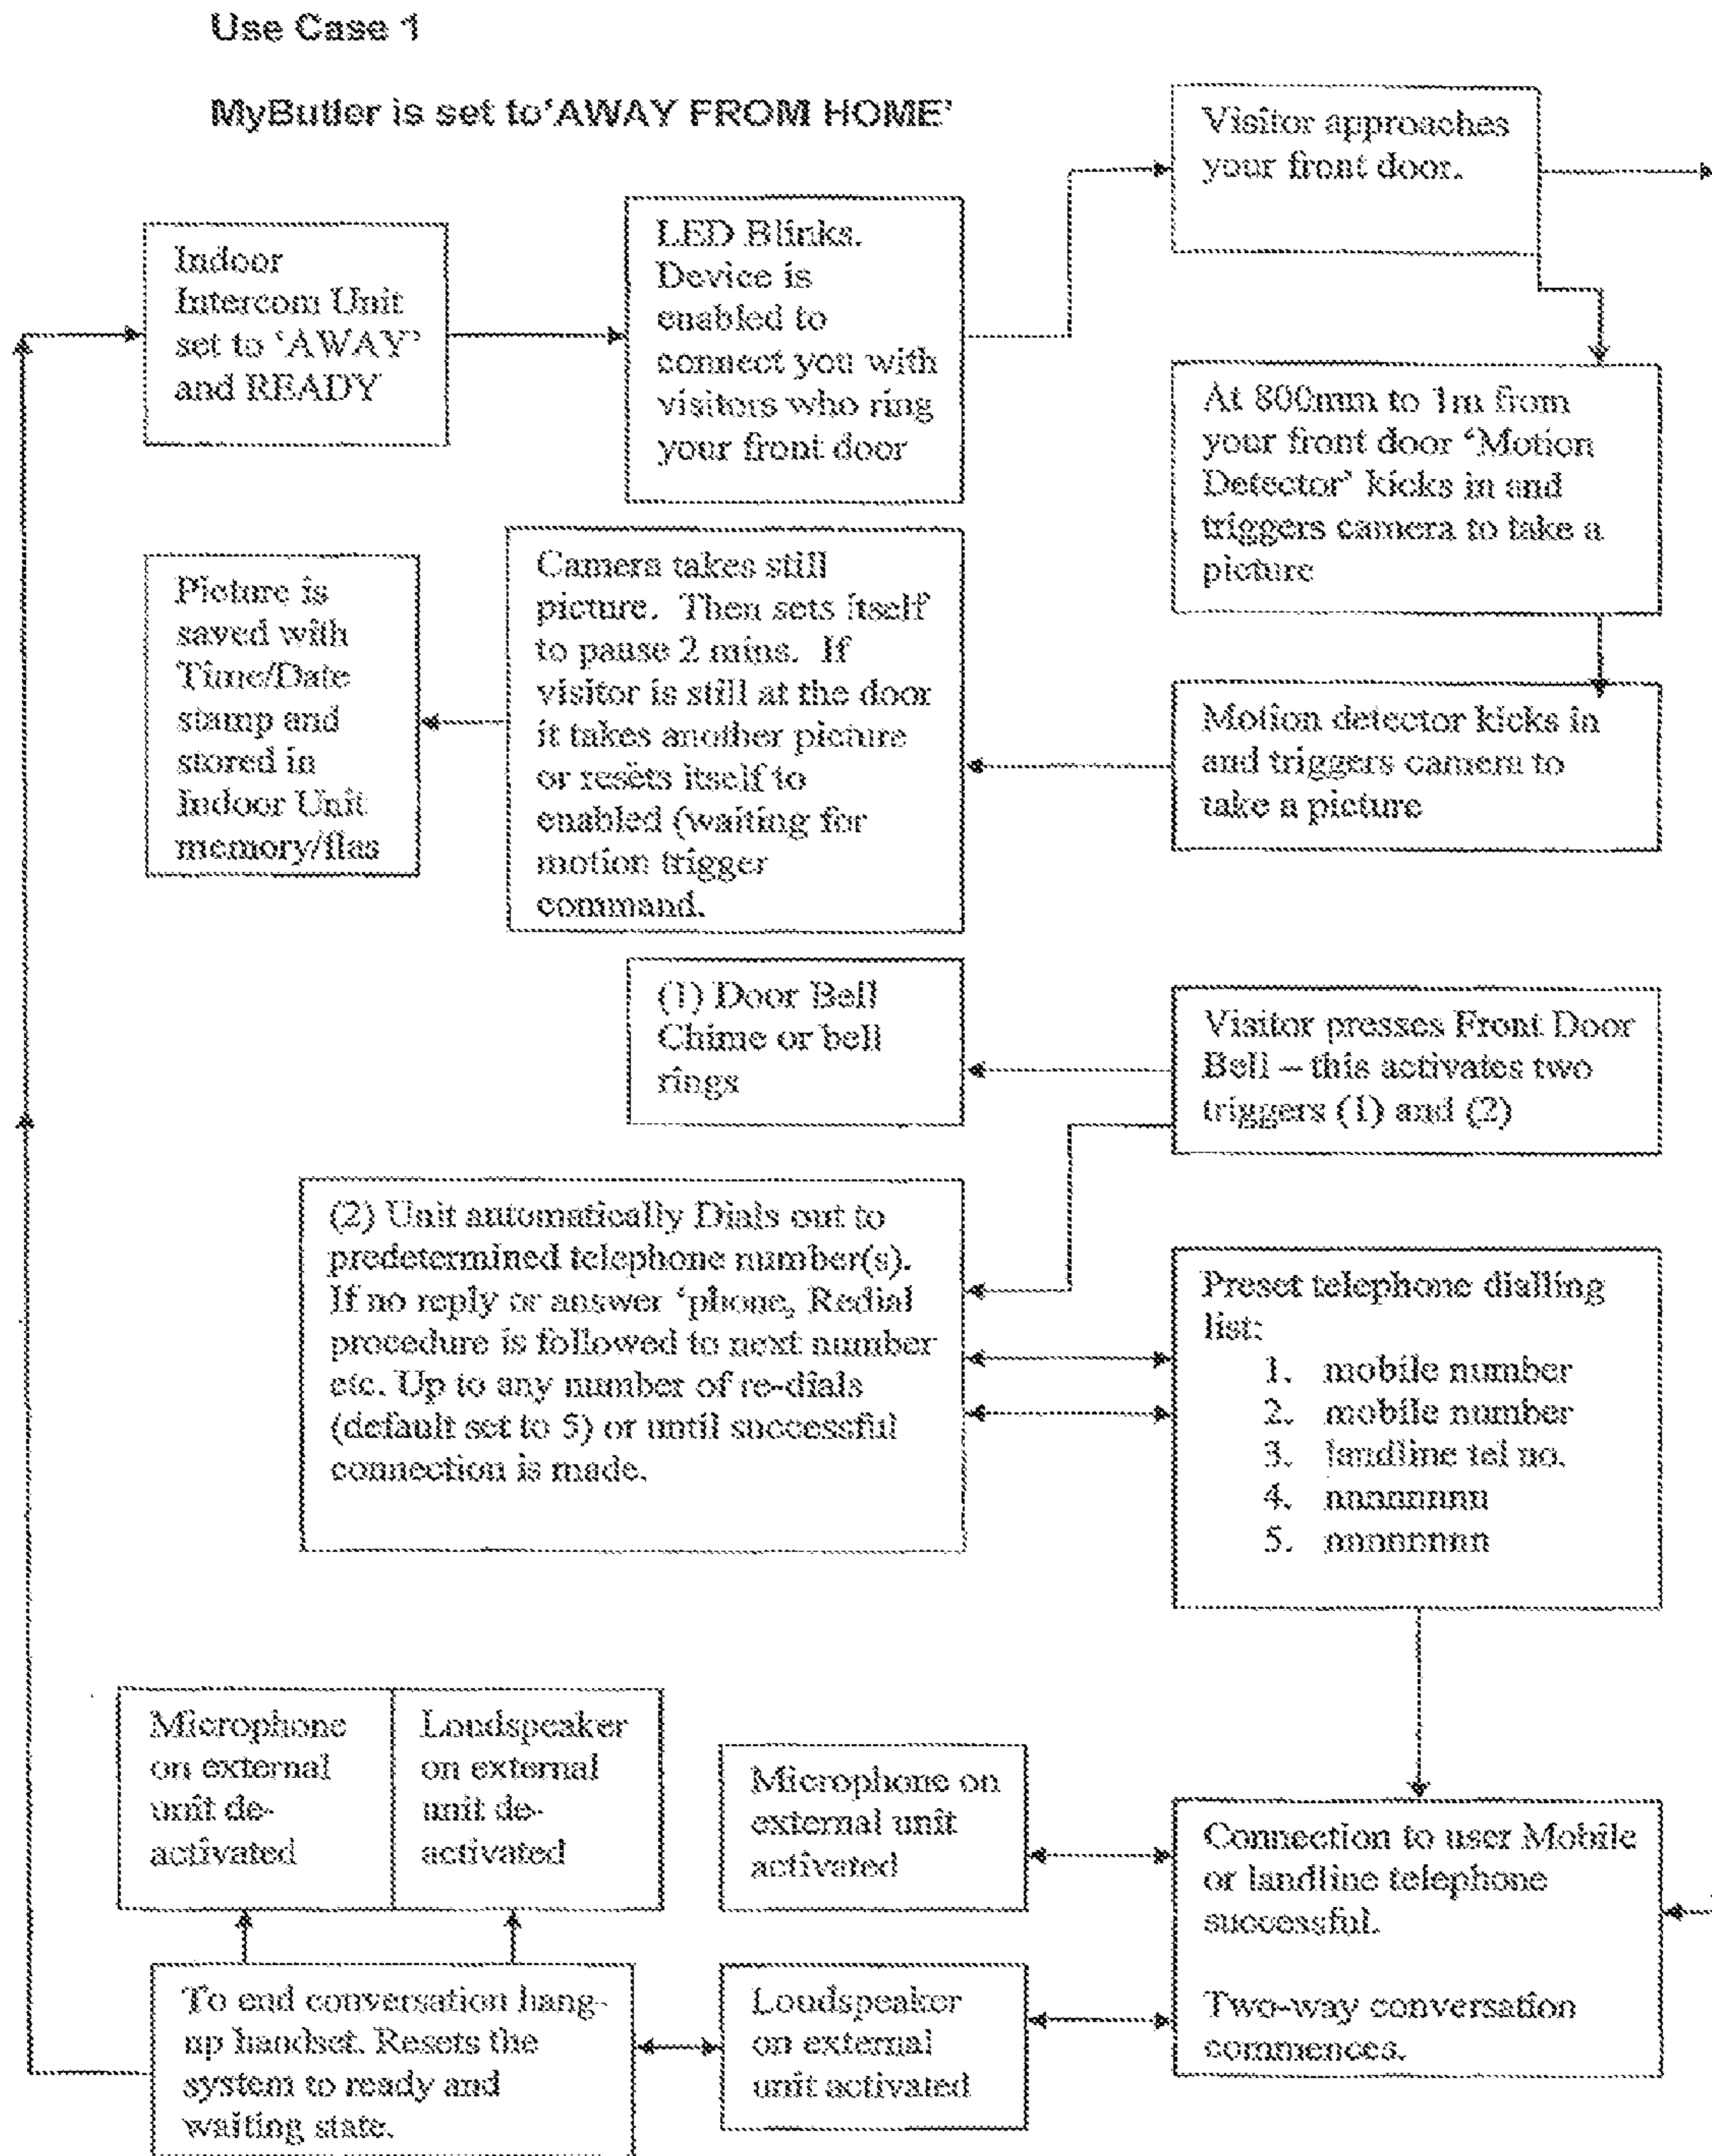 Use Case 1
MyButler is set to'AWAY FROM HOME'
Indoor
Intercom Unit
set to 'AWAY'
and READY
LED Blinks.
Device is
enabled to
connect you with
visitors who ring
your front door
Visitor approaches
your front door.
At 800mm to 1m from
your front door 'Motion
Detector' kicks in and
triggers camera to take a
picture
Motion detector kicks in
and triggers camera to
take a picture
Camera takes still
picture. Then sets itself
to pause 2 mins. If
visitor is still at the door
it takes another picture
or resets itself to
enabled (waiting for
motion trigger
command.
Picture is
saved with
Time/Date
stamp and
stored in
Indoor Unit
memory/flas
Visitor presses Front Door
Bell – this activates two
triggers (1) and (2)
(1) Door Bell
Chime or bell
rings
(2) Unit automatically Dials out to
predetermined telephone number(s).
If no reply or answer 'phone, Redial
procedure is followed to next number
etc. Up to any number of re-dials
(default set to 5) or until successful
connection is made.
Preset telephone dialling
list:
1. mobile number
2. mobile number
3. landline tel no.
4. nnnnnnnn
5. nnnnnnnn
Connection to user Mobile
or landline telephone
successful.
Two-way conversation
commences.
Microphone on
external unit
activated
Loudspeaker
on external
unit activated
Microphone
on external
unit de-
activated
Loudspeaker
on external
unit de-
activated
To end conversation hang-
up handset. Resets the
system to ready and
waiting state.